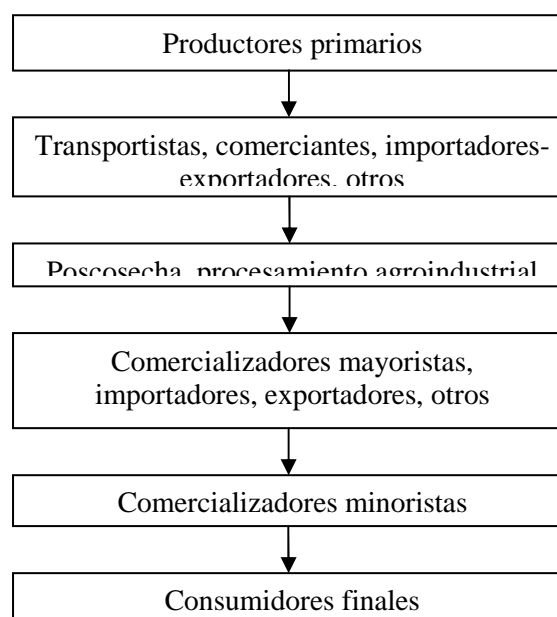 Productores primarios
Transportistas, comerciantes, importadores-
exportadores, otros
Poscosecha, procesamiento agroindustrial
Comercializadores mayoristas,
importadores, exportadores, otros
Comercializadores minoristas
Consumidores finales